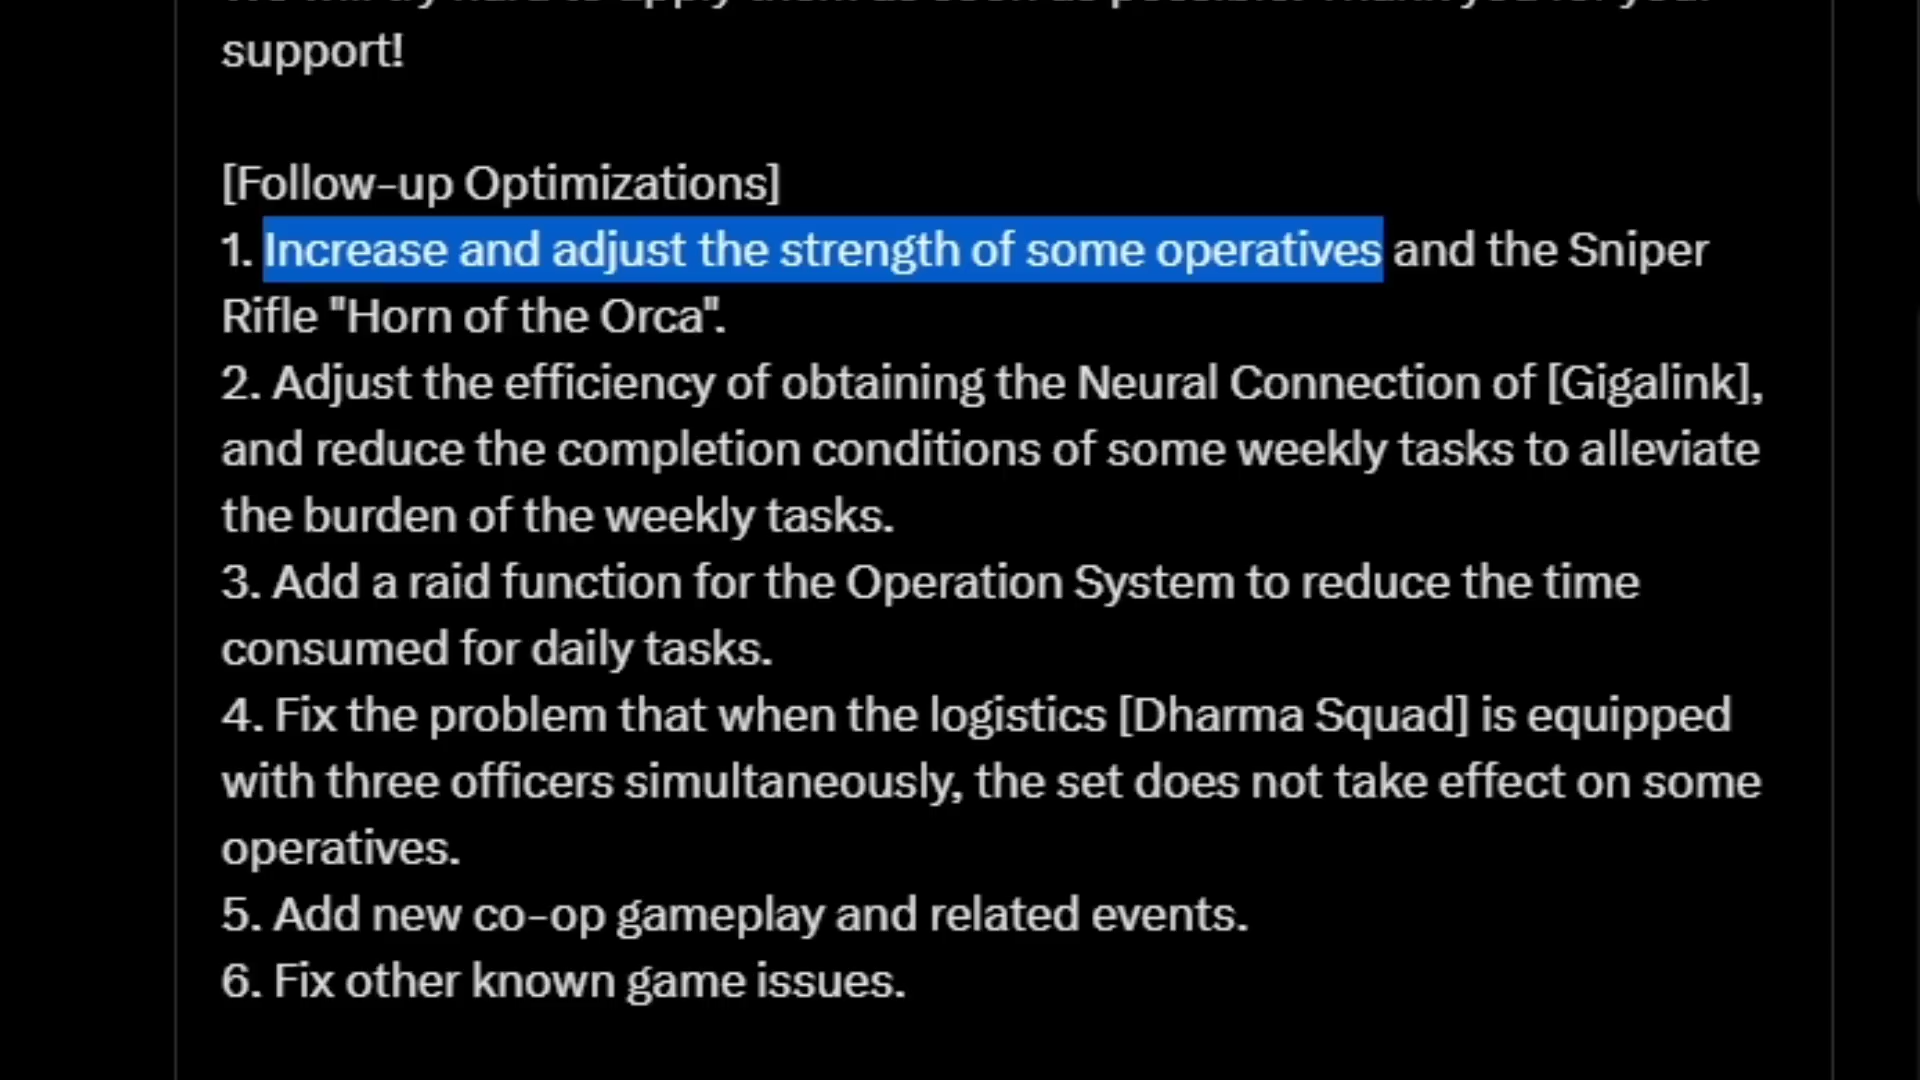 support!
[Follow-up Optimizations]
1. Increase and adjust the strength of some operatives and the Sniper
Rifle "Horn of the Orca".
2. Adjust the efficiency of obtaining the Neural Connection of [Gigalink],
and reduce the completion conditions of some weekly tasks to alleviate
the burden of the weekly tasks.
3. Add a raid function for the Operation System to reduce the time
consumed for daily tasks.
4. Fix the problem that when the logistics [Dharma Squad] is equipped
with three officers simultaneously, the set does not take effect on some
operatives.
5. Add new co-op gameplay and related events.
6. Fix other known game issues.